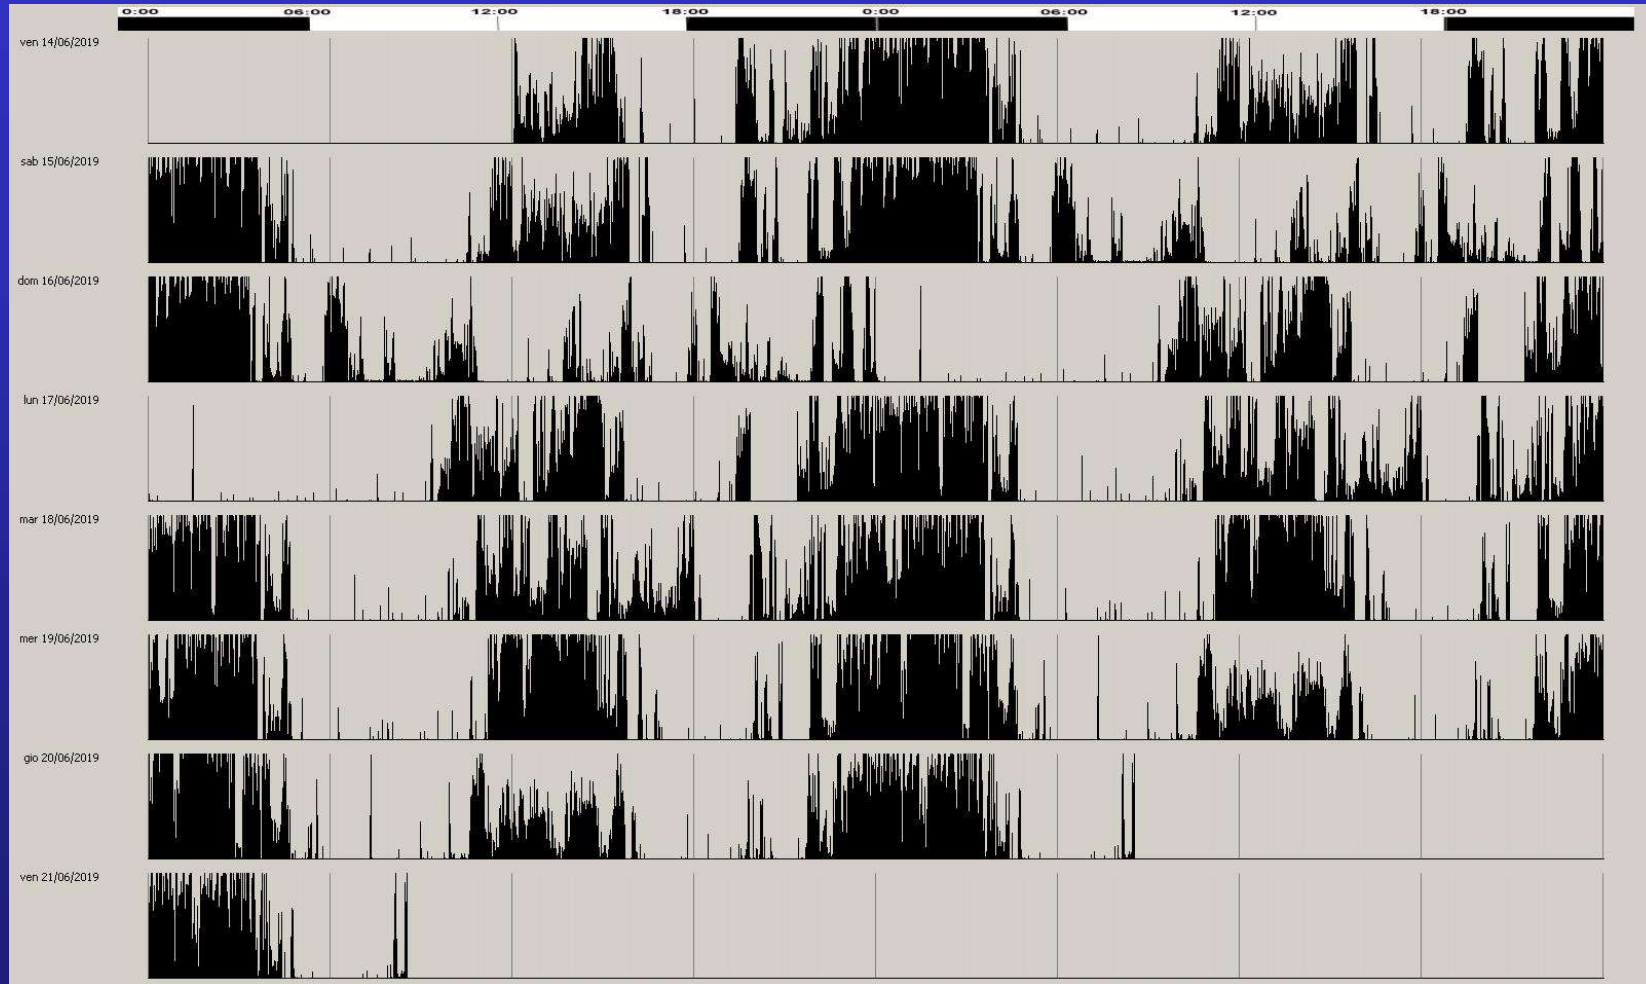 0:00 06:00 12:00 18:00 0:00 06:00 12:00 18:00
ven 14/06/2019
sab 15/06/2019
dom 16/06/2019
lun 17/06/2019
mar 18/06/2019
mer 19/06/2019
gio 20/06/2019
ven 21/06/2019